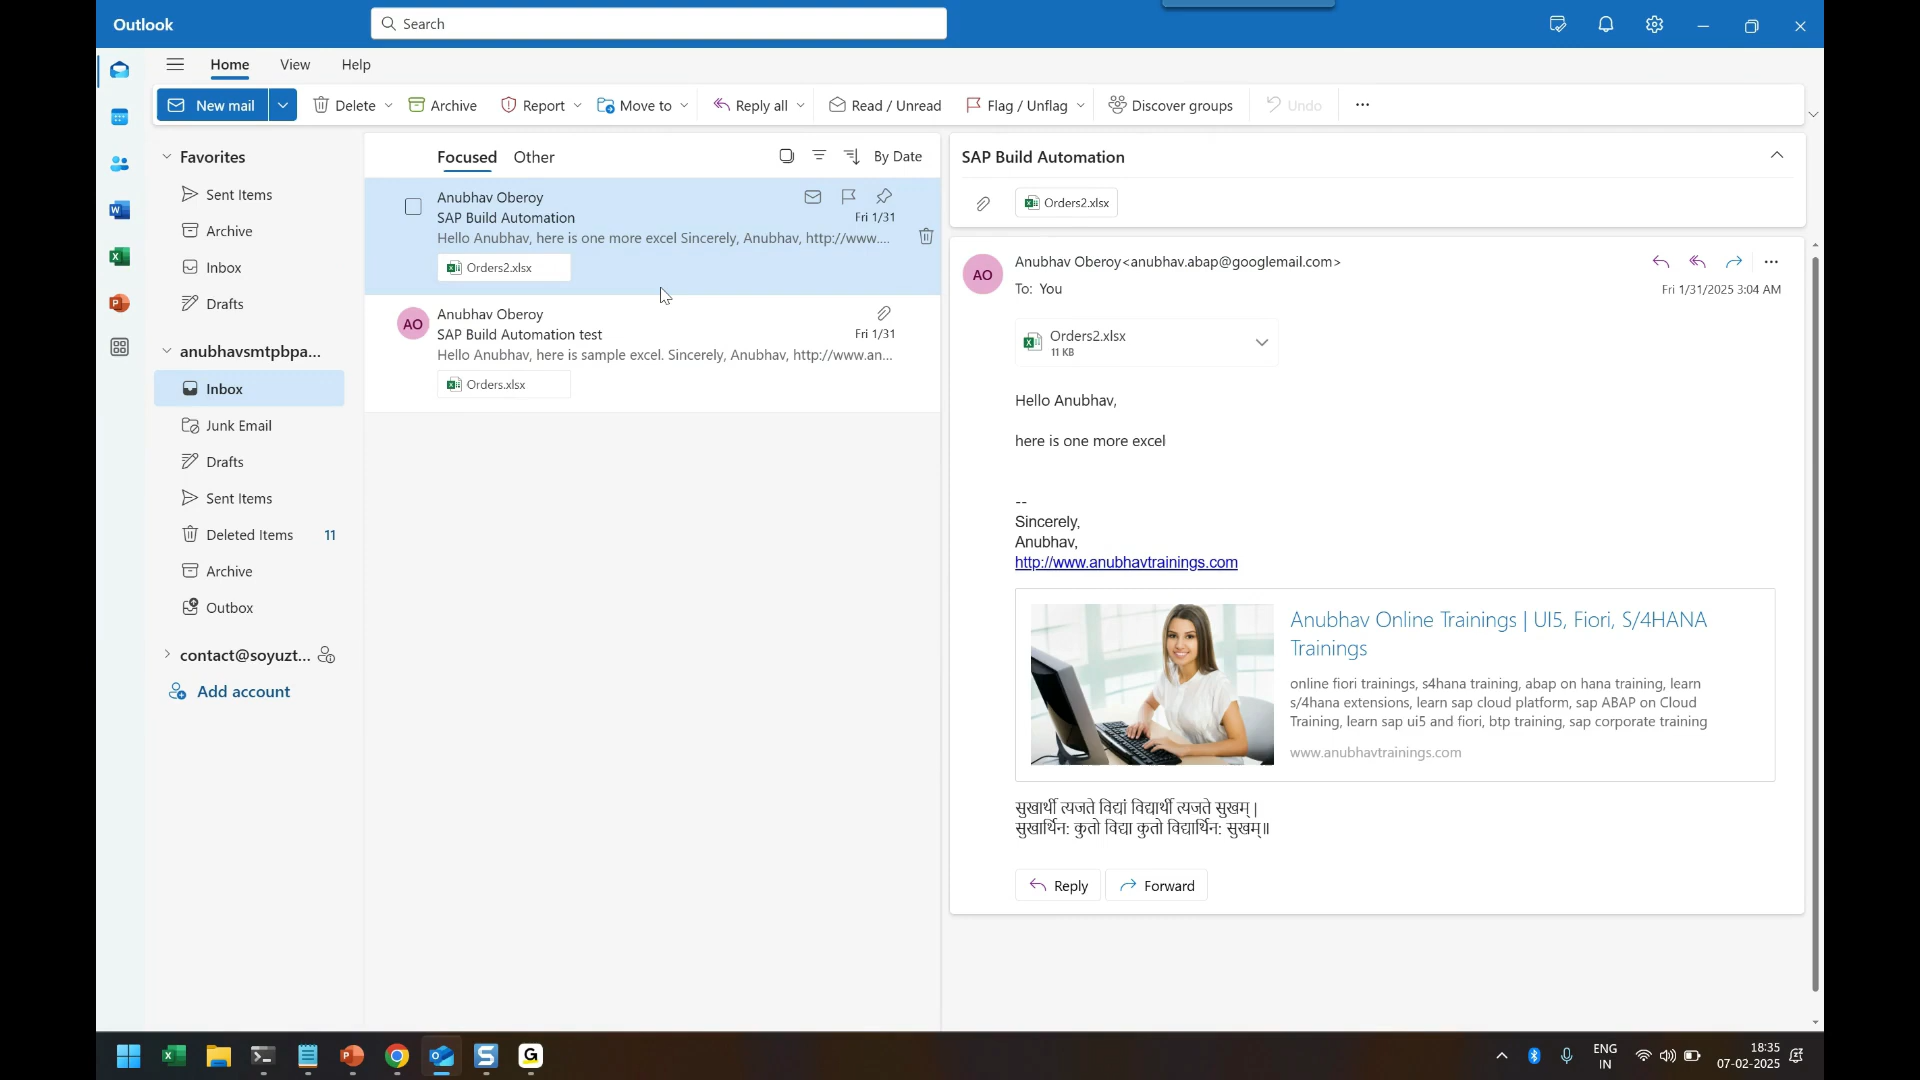 Outlook
Search
Home View Help
New mail Delete Archive Report Move to Reply all Read / Unread Flag / Unflag Discover groups Undo ...
Favorites
Sent Items
Archive
Inbox
Drafts
anubhavsmtpbpa...
Inbox
Junk Email
Drafts
Sent Items
Deleted Items 11
Archive
Outbox
contact@soyuzt...
Add account
Focused Other By Date
Anubhav Oberoy
SAP Build Automation Fri 1/31
Hello Anubhav, here is one more excel Sincerely, Anubhav, http://www....
Orders2.xlsx
AO
Anubhav Oberoy
SAP Build Automation test Fri 1/31
Hello Anubhav, here is sample excel. Sincerely, Anubhav, http://www.an...
Orders.xlsx
SAP Build Automation
Orders2.xlsx
AO
Anubhav Oberoy<anubhav.abap@googlemail.com>
To: You
Fri 1/31/2025 3:04 AM
Orders2.xlsx
11 KB
Hello Anubhav,
here is one more excel
--
Sincerely,
Anubhav,
http://www.anubhavtrainings.com
Anubhav Online Trainings | UI5, Fiori, S/4HANA
Trainings
online fiori trainings, s4hana training, abap on hana training, learn
s/4hana extensions, learn sap cloud platform, sap ABAP on Cloud
Training, learn sap ui5 and fiori, btp training, sap corporate training
www.anubhavtrainings.com
सुखार्थी त्यजते विद्यां विद्यार्थी त्यजते सुखम् |
सुखार्थिन: कुतो विद्या कुतो विद्यार्थिन: सुखम्॥
Reply Forward
ENG
IN
18:35
07-02-2025